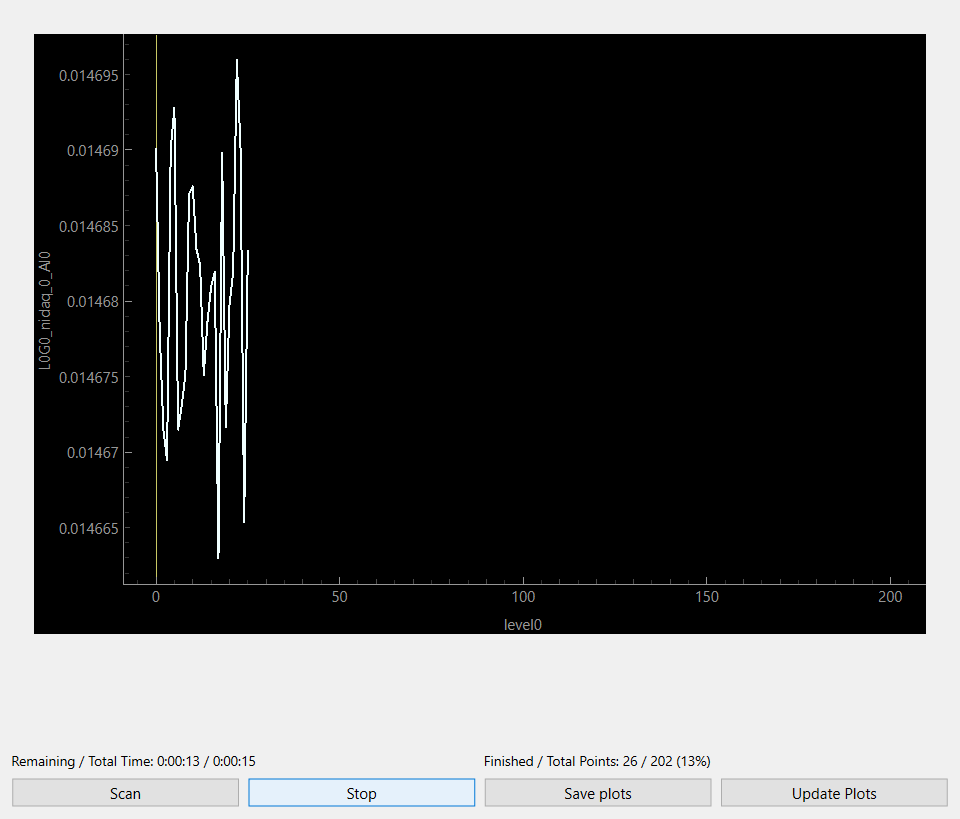 0.014695
0.01469
0.014685
0.01468
0.014675
0.01467
0.014665
L0G0_nidaq_0_AI0
0 50 100 150 200
level0
Remaining / Total Time: 0:00:13 / 0:00:15 Finished / Total Points: 26 / 202 (13%)
Scan Stop Save plots Update Plots